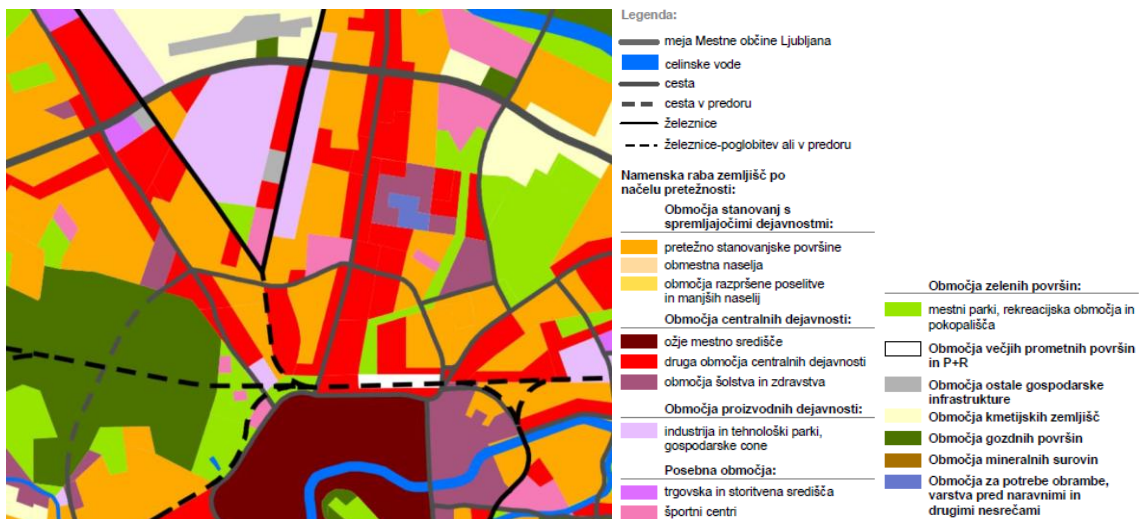 Legenda:
meja Mestne občine Ljubljana
celinske vode
cesta
cesta v predoru
železnice
železnice-poglobitev ali v predoru
Namenska raba zemljišč po
načelu pretežnosti:
Območja stanovanj s
spremljajočimi dejavnostmi:
pretežno stanovanjske površine
obmestna naselja
območja razpršene poselitve
in manjših naselij
Območja centralnih dejavnosti:
ožje mestno središče
druga območja centralnih dejavnosti
območja šolstva in zdravstva
Območja proizvodnih dejavnosti:
industrija in tehnološki parki,
gospodarske cone
Posebna območja:
trgovska in storitvena središča
športni centri
Območja zelenih površin:
mestni parki, rekreacijska območja in
pokopališča
Območja večjih prometnih površin
in P+R
Območja ostale gospodarske
infrastrukture
Območja kmetijskih zemljišč
Območja gozdnih površin
Območja mineralnih surovin
Območja za potrebe obrambe,
varstva pred naravnimi in
drugimi nesrečami